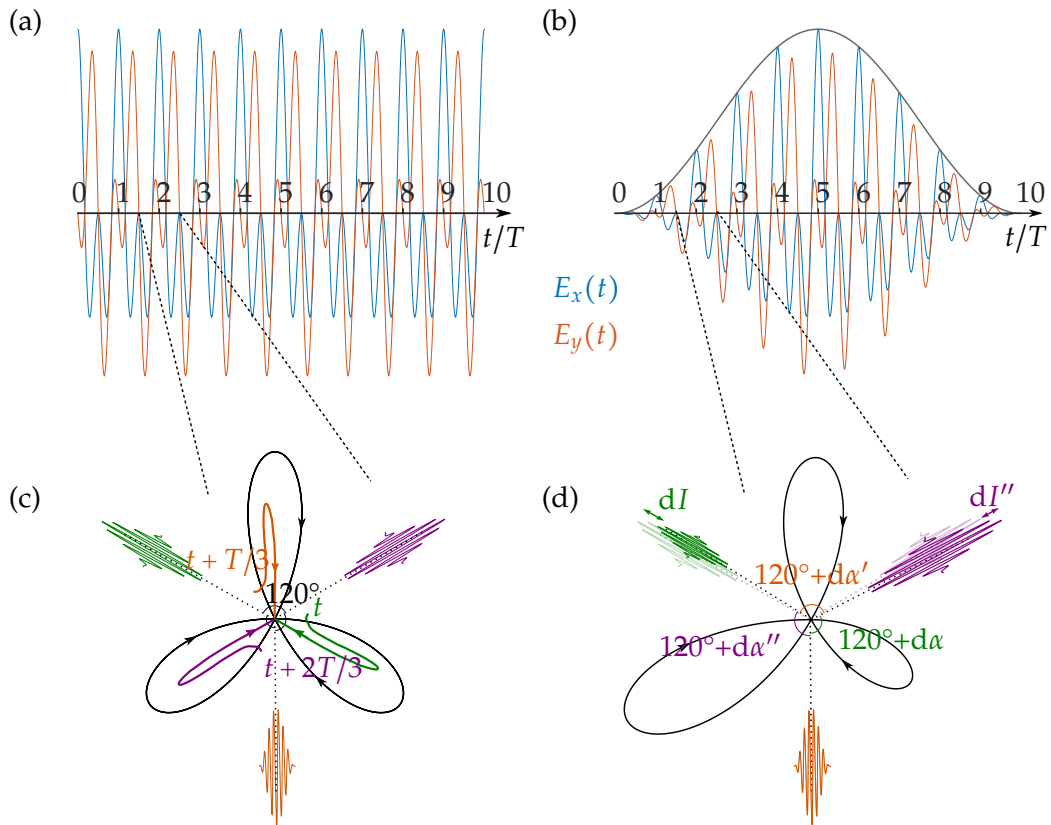 (a)
0 1 2 3 4 5 6 7 8 9 10
t/T
(b)
0 1 2 3 4 5 6 7 8 9 10
t/T
E_x(t)
E_y(t)
(c)
t + T/3
120°
t
t + 2T/3
(d)
dI
dI″
120°+dα′
120°+dα″
120°+dα